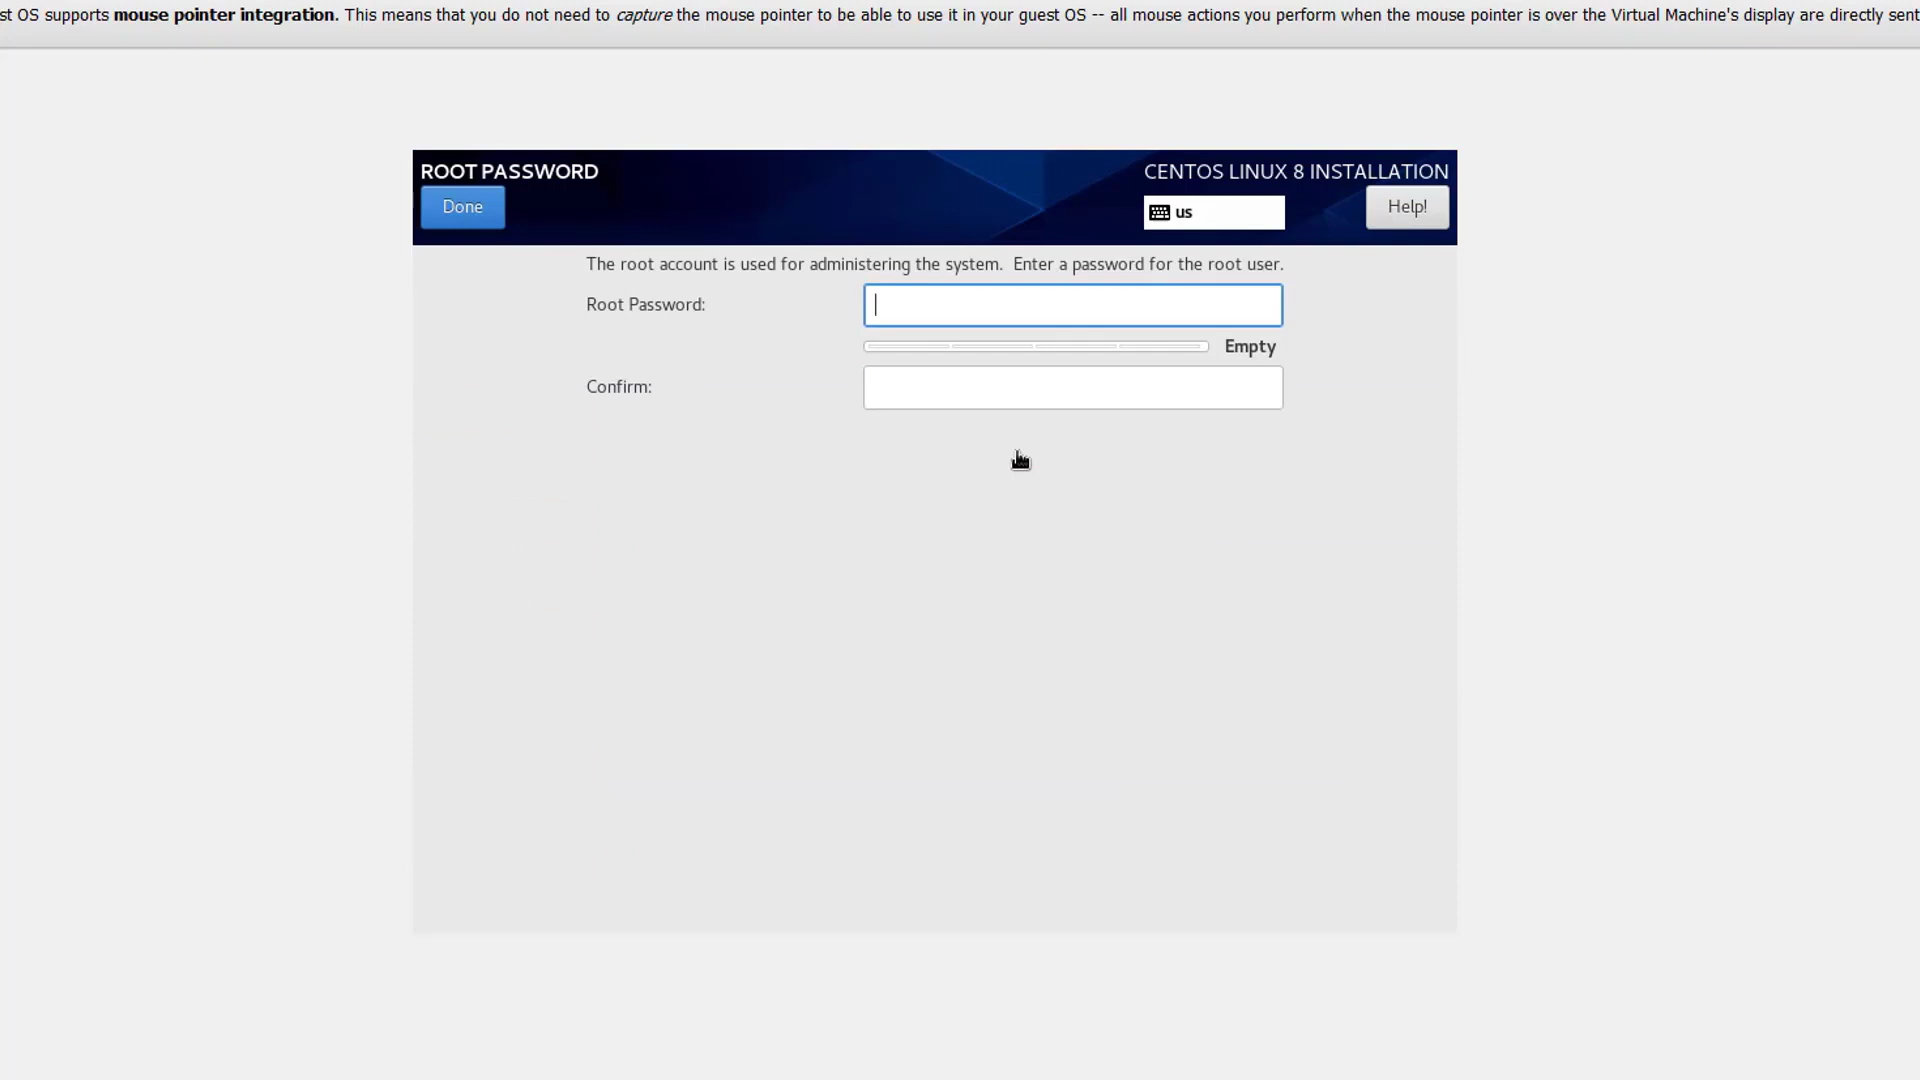 st OS supports mouse pointer integration. This means that you do not need to capture the mouse pointer to be able to use it in your guest OS -- all mouse actions you perform when the mouse pointer is over the Virtual Machine's display are directly sent
ROOT PASSWORD
CENTOS LINUX 8 INSTALLATION
Done
us
Help!
The root account is used for administering the system.  Enter a password for the root user.
Root Password:
Empty
Confirm: